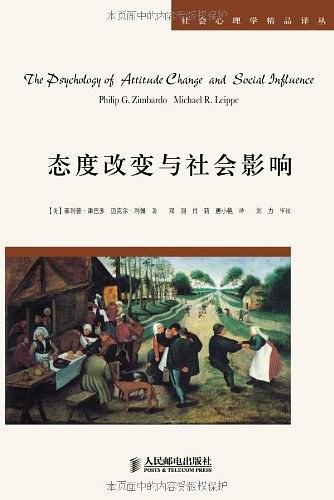 本页面中的内容受版权保护
社会心理学精品译丛
The Psychology of Attitude Change and Social Influence
Philip G. Zimbardo Michael R. Leippe
态度改变与社会影响
[美] 菲利普·津巴多 迈克尔·利佩 著 邓羽 肖莉 唐小艳 译 刘力 审校
人民邮电出版社
POSTS & TELECOM PRESS
本页面中的内容受版权保护